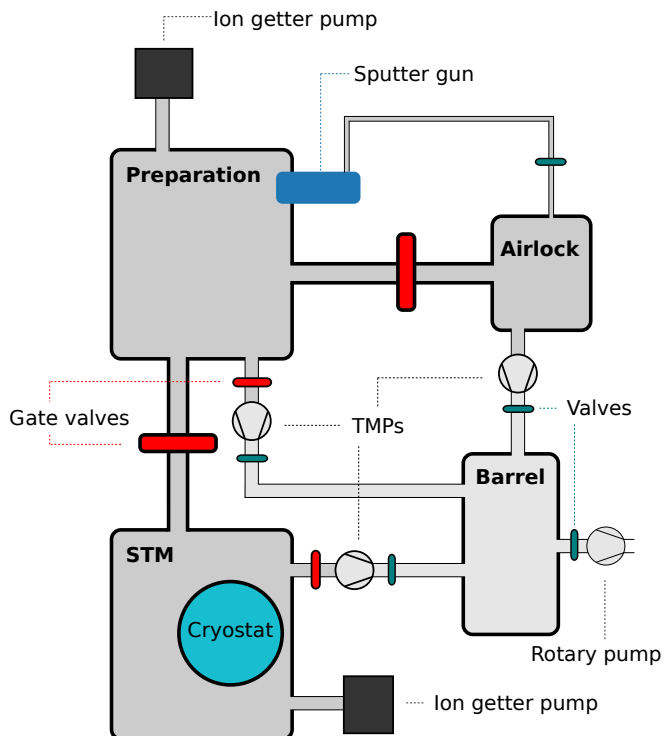 Ion getter pump
Sputter gun
Preparation
Airlock
Gate valves
TMPs
Valves
Barrel
STM
Cryostat
Rotary pump
Ion getter pump